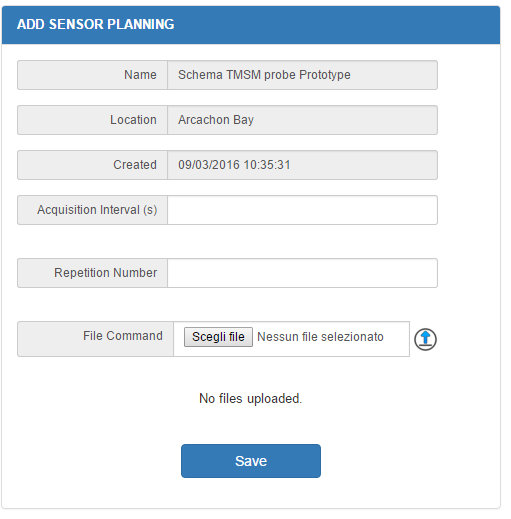 ADD SENSOR PLANNING
Name Schema TMSM probe Prototype
Location Arcachon Bay
Created 09/03/2016 10:35:31
Acquisition Interval (s)
Repetition Number
File Command Scegli file Nessun file selezionato
No files uploaded.
Save